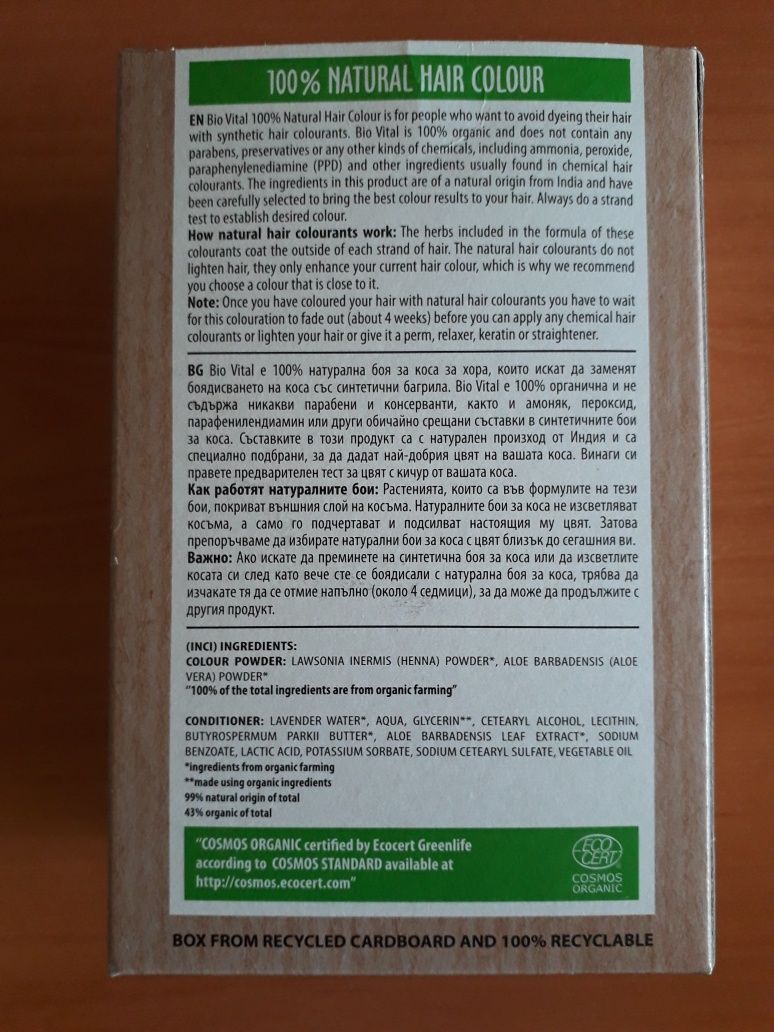 100% NATURAL HAIR COLOUR
EN Bio Vital 100% Natural Hair Colour is for people who want to avoid dyeing their hair
with synthetic hair colourants. Bio Vital is 100% organic and does not contain any
parabens, preservatives or any other kinds of chemicals, including ammonia, peroxide,
paraphenylenediamine (PPD) and other ingredients usually found in chemical hair
colourants. The ingredients in this product are of a natural origin from India and have
been carefully selected to bring the best colour results to your hair. Always do a strand
test to establish desired colour.
How natural hair colourants work: The herbs included in the formula of these
colourants coat the outside of each strand of hair. The natural hair colourants do not
lighten hair, they only enhance your current hair colour, which is why we recommend
you choose a colour that is close to it.
Note: Once you have coloured your hair with natural hair colourants you have to wait
for this colouration to fade out (about 4 weeks) before you can apply any chemical hair
colourants or lighten your hair or give it a perm, relaxer, keratin or straightener.
BG Bio Vital е 100% натурална боя за коса за хора, които искат да заменят
боядисването на коса със синтетични багрила. Bio Vital е 100% органична и не
съдържа никакви парабени и консерванти, както и амоняк, пероксид,
парафенилендиамин или други обичайно срещани съставки в синтетичните бои
за коса. Съставките в този продукт са с натурален произход от Индия и са
специално подбрани, за да дадат най-добрия цвят на вашата коса. Винаги си
правете предварителен тест за цвят с кичур от вашата коса.
Как работят натуралните бои: Растенията, които са във формулите на тези
бои, покриват външния слой на косъма. Натуралните бои за коса не изсветляват
косъма, а само го подчертават и подсилват настоящия му цвят. Затова
препоръчваме да избирате натурални бои за коса с цвят близък до сегашния ви.
Важно: Ако искате да преминете на синтетична боя за коса или да изсветлите
косата си след като вече сте се боядисали с натурална боя за коса, трябва да
изчакате тя да се отмие напълно (около 4 седмици), за да може да продължите с
другия продукт.
(INCI) INGREDIENTS:
COLOUR POWDER: LAWSONIA INERMIS (HENNA) POWDER*, ALOE BARBADENSIS (ALOE
VERA) POWDER*
"100% of the total ingredients are from organic farming"
CONDITIONER: LAVENDER WATER*, AQUA, GLYCERIN**, CETEARYL ALCOHOL, LECITHIN,
BUTYROSPERMUM PARKII BUTTER*, ALOE BARBADENSIS LEAF EXTRACT*, SODIUM
BENZOATE, LACTIC ACID, POTASSIUM SORBATE, SODIUM CETEARYL SULFATE, VEGETABLE OIL
*ingredients from organic farming
**made using organic ingredients
99% natural origin of total
43% organic of total
"COSMOS ORGANIC certified by Ecocert Greenlife
according to COSMOS STANDARD available at
http://cosmos.ecocert.com"
ECO
CERT
COSMOS
ORGANIC
BOX FROM RECYCLED CARDBOARD AND 100% RECYCLABLE